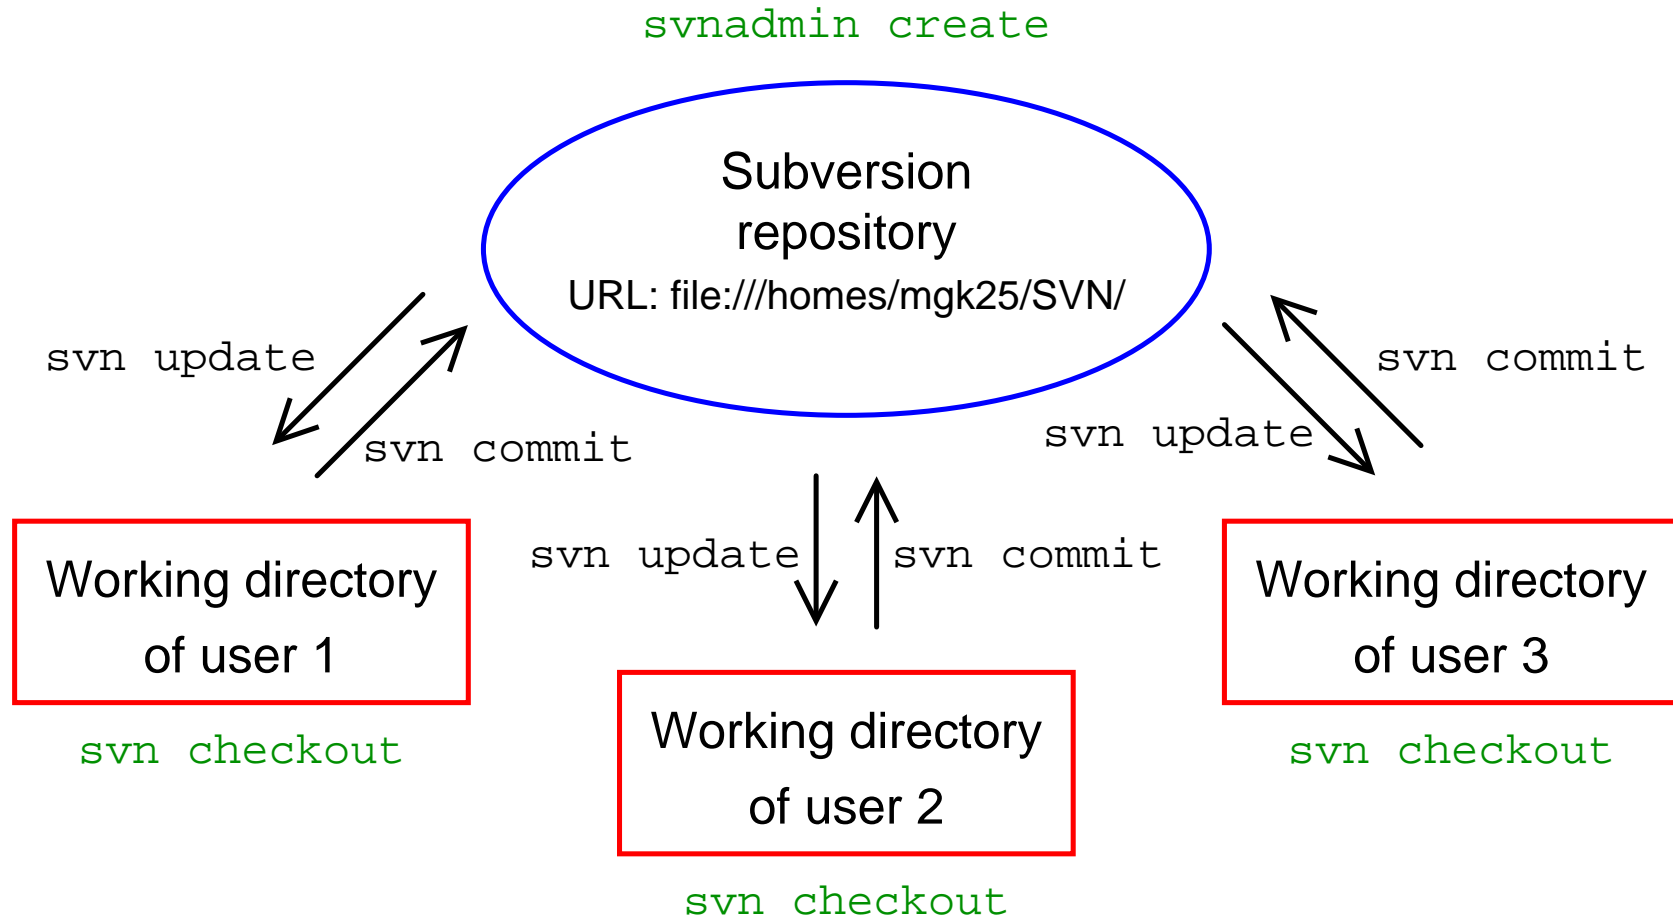 svnadmin create
Subversion
repository
URL: file:///homes/mgk25/SVN/
svn update
svn commit
svn update
svn commit
svn update
svn commit
Working directory
of user 1
svn checkout
Working directory
of user 2
svn checkout
Working directory
of user 3
svn checkout